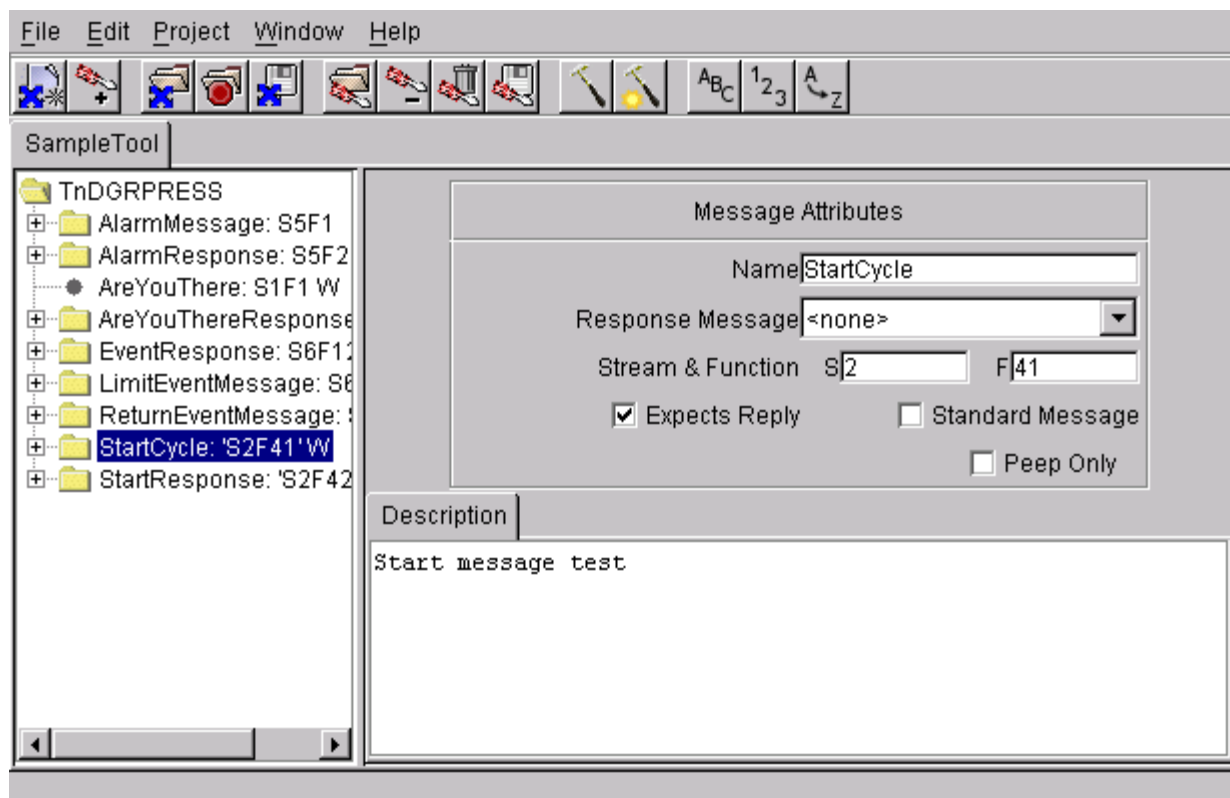 File Edit Project Window Help
ABC 123 A Z
SampleTool
TnDGRPRESS
AlarmMessage: S5F1
AlarmResponse: S5F2
AreYouThere: S1F1 W
AreYouThereResponse
EventResponse: S6F12
LimitEventMessage: S6
ReturnEventMessage:
StartCycle: 'S2F41' W
StartResponse: 'S2F42
Message Attributes
Name StartCycle
Response Message <none>
Stream & Function S 2 F 41
Expects Reply Standard Message
Peep Only
Description
Start message test